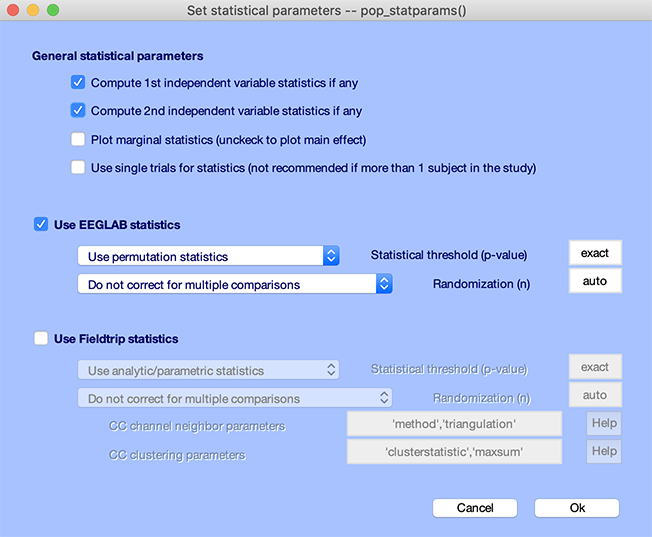 Set statistical parameters -- pop_statparams()
General statistical parameters
Compute 1st independent variable statistics if any
Compute 2nd independent variable statistics if any
Plot marginal statistics (unckeck to plot main effect)
Use single trials for statistics (not recommended if more than 1 subject in the study)
Use EEGLAB statistics
Use permutation statistics Statistical threshold (p-value) exact
Do not correct for multiple comparisons Randomization (n) auto
Use Fieldtrip statistics
Use analytic/parametric statistics Statistical threshold (p-value) exact
Do not correct for multiple comparisons Randomization (n) auto
CC channel neighbor parameters 'method','triangulation' Help
CC clustering parameters 'clusterstatistic','maxsum' Help
Cancel Ok